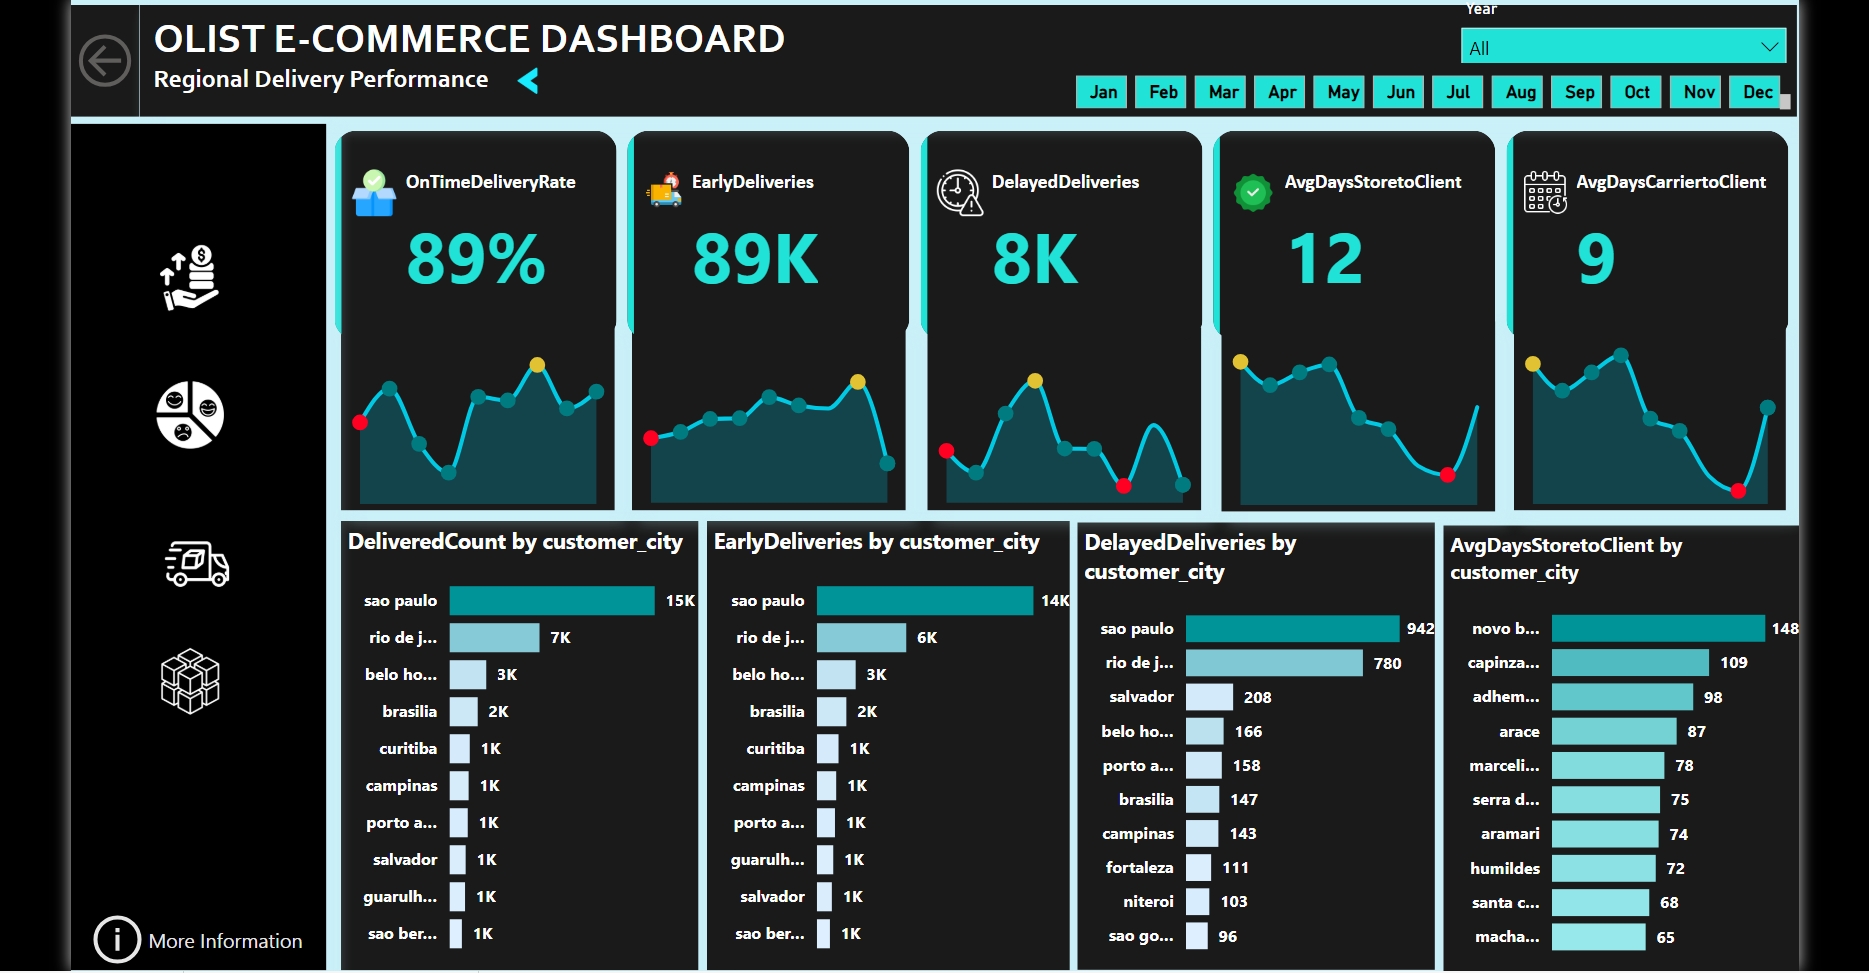 OLIST E-COMMERCE DASHBOARD
Regional Delivery Performance
Year
All
Jan Feb Mar Apr May Jun Jul Aug Sep Oct Nov Dec
OnTimeDeliveryRate
89%
EarlyDeliveries
89K
DelayedDeliveries
8K
AvgDaysStoretoClient
12
AvgDaysCarriertoClient
9
DeliveredCount by customer_city
sao paulo 15K
rio de j... 7K
belo ho... 3K
brasilia 2K
curitiba 1K
campinas 1K
porto a... 1K
salvador 1K
guarulh... 1K
sao ber... 1K
EarlyDeliveries by customer_city
sao paulo 14K
rio de j... 6K
belo ho... 3K
brasilia 2K
curitiba 1K
campinas 1K
porto a... 1K
guarulh... 1K
salvador 1K
sao ber... 1K
DelayedDeliveries by
customer_city
sao paulo 942
rio de j... 780
salvador 208
belo ho... 166
porto a... 158
brasilia 147
campinas 143
fortaleza 111
niteroi 103
sao go... 96
AvgDaysStoretoClient by
customer_city
novo b... 148
capinza... 109
adhem... 98
arace 87
marceli... 78
serra d... 75
aramari 74
humildes 72
santa c... 68
macha... 65
More Information